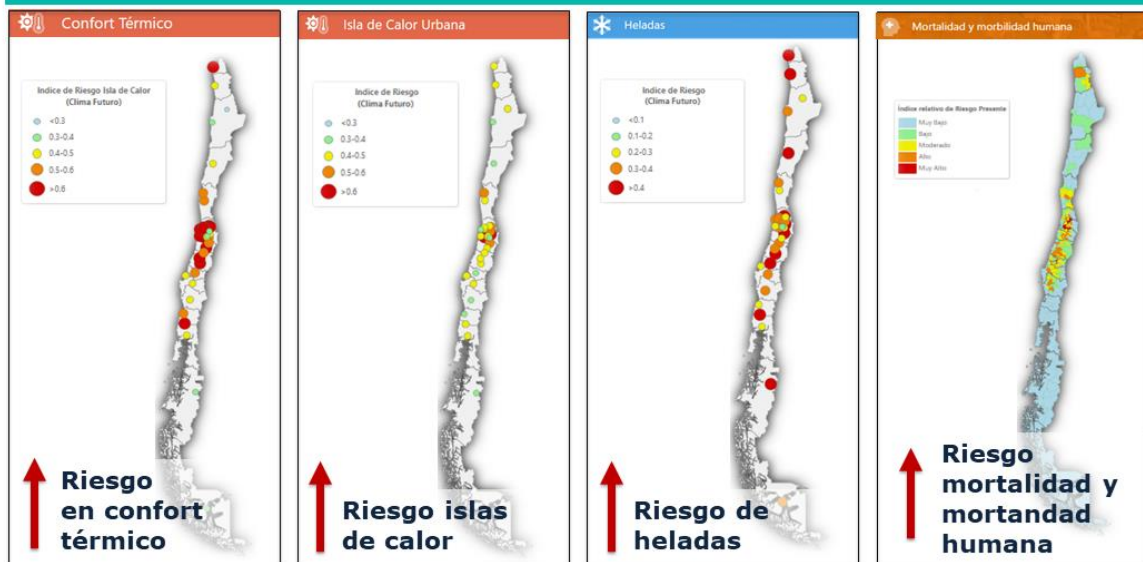 Confort Térmico
Indice de Riesgo Isla de Calor
(Clima Futuro)
<0.3
0.3-0.4
0.4-0.5
0.5-0.6
>0.6
Riesgo
en confort
térmico
Isla de Calor Urbana
Indice de Riesgo
(Clima Futuro)
<0.3
0.3-0.4
0.4-0.5
0.5-0.6
>0.6
Riesgo islas
de calor
Heladas
Indice de Riesgo
(Clima Futuro)
<0.1
0.1-0.2
0.2-0.3
0.3-0.4
>0.4
Riesgo de
heladas
Mortalidad y morbilidad humana
Índice relativo de Riesgo Presente
Muy Bajo
Bajo
Moderado
Alto
Muy Alto
Riesgo
mortalidad y
mortandad
humana